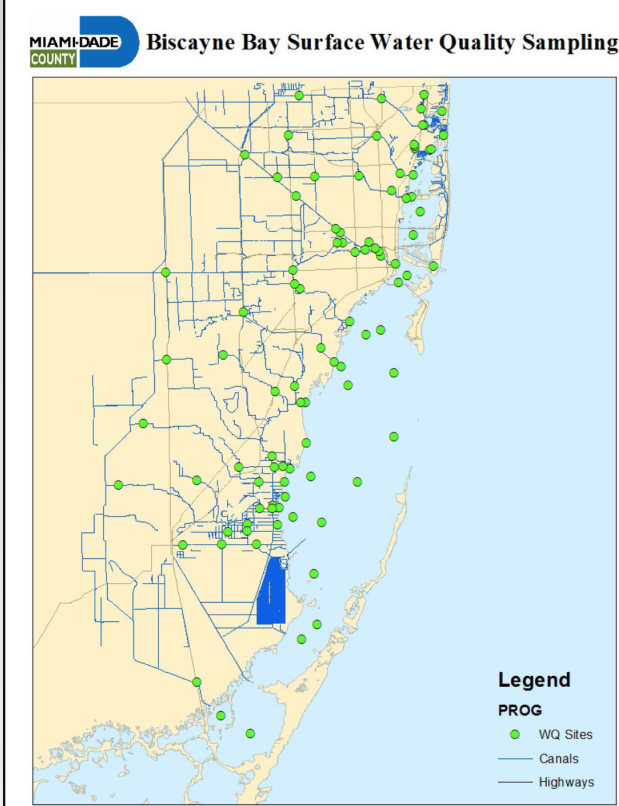 MIAMI-DADE
COUNTY
Biscayne Bay Surface Water Quality Sampling
Legend
PROG
WQ Sites
Canals
Highways